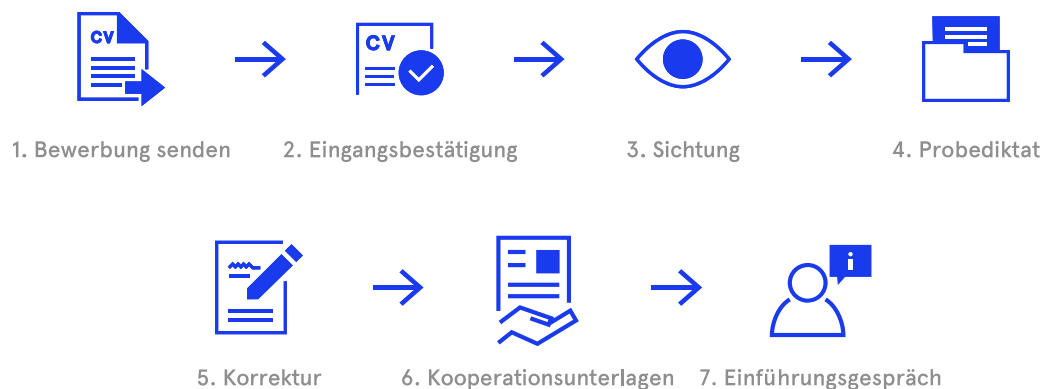 CV
CV
1. Bewerbung senden
2. Eingangsbestätigung
3. Sichtung
4. Probediktat
i
5. Korrektur
6. Kooperationsunterlagen
7. Einführungsgespräch